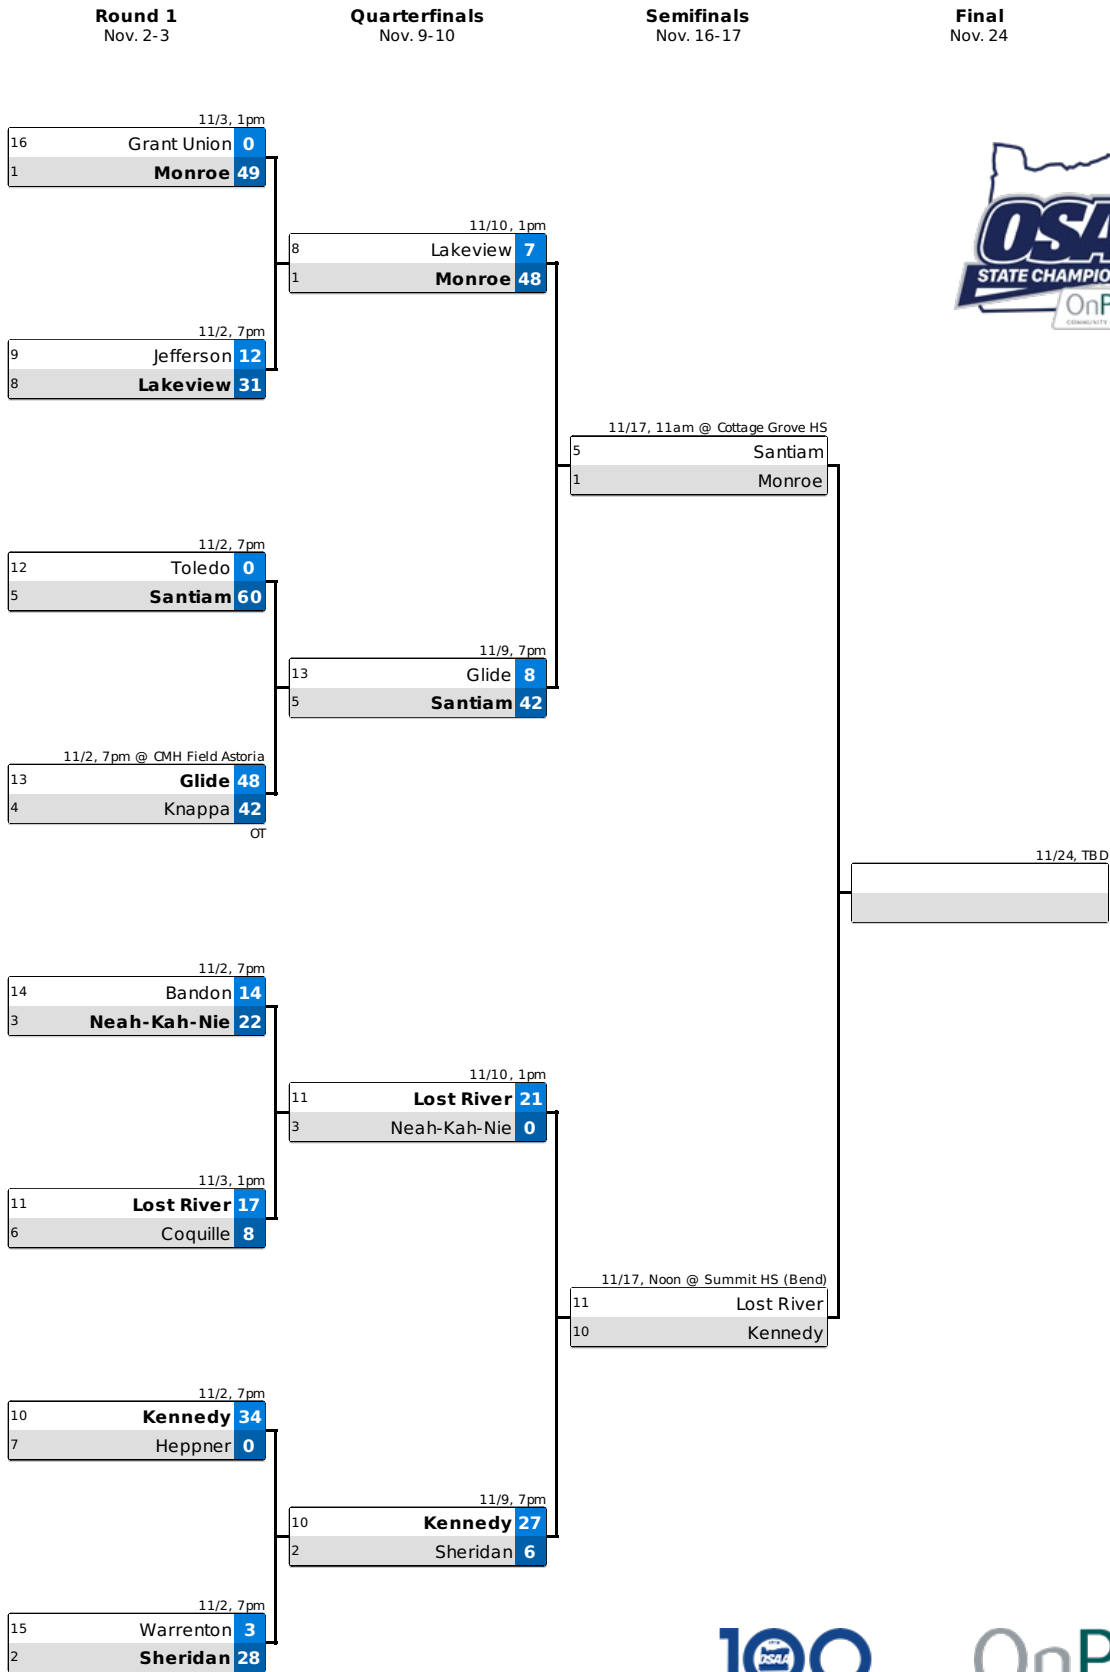 Round 1
Nov. 2-3
Quarterfinals
Nov. 9-10
Semifinals
Nov. 16-17
Final
Nov. 24
11/3, 1pm
16 Grant Union 0
1 Monroe 49
11/10, 1pm
8 Lakeview 7
1 Monroe 48
11/2, 7pm
9 Jefferson 12
8 Lakeview 31
11/17, 11am @ Cottage Grove HS
5 Santiam
1 Monroe
11/2, 7pm
12 Toledo 0
5 Santiam 60
11/9, 7pm
13 Glide 8
5 Santiam 42
11/2, 7pm @ CMH Field Astoria
13 Glide 48
4 Knappa 42
OT
11/24, TBD
11/2, 7pm
14 Bandon 14
3 Neah-Kah-Nie 22
11/10, 1pm
11 Lost River 21
3 Neah-Kah-Nie 0
11/3, 1pm
11 Lost River 17
6 Coquille 8
11/17, Noon @ Summit HS (Bend)
11 Lost River
10 Kennedy
11/2, 7pm
10 Kennedy 34
7 Heppner 0
11/9, 7pm
10 Kennedy 27
2 Sheridan 6
11/2, 7pm
15 Warrenton 3
2 Sheridan 28
OSA
STATE CHAMPIO
OnP
COMMUNITY
100
OSAA
OnP